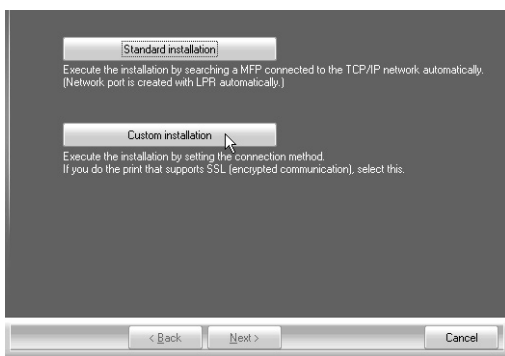 Standard installation
Execute the installation by searching a MFP connected to the TCP/IP network automatically.
(Network port is created with LPR automatically.)
Custom installation
Execute the installation by setting the connection method.
If you do the print that supports SSL (encrypted communication), select this.
< Back
Next >
Cancel